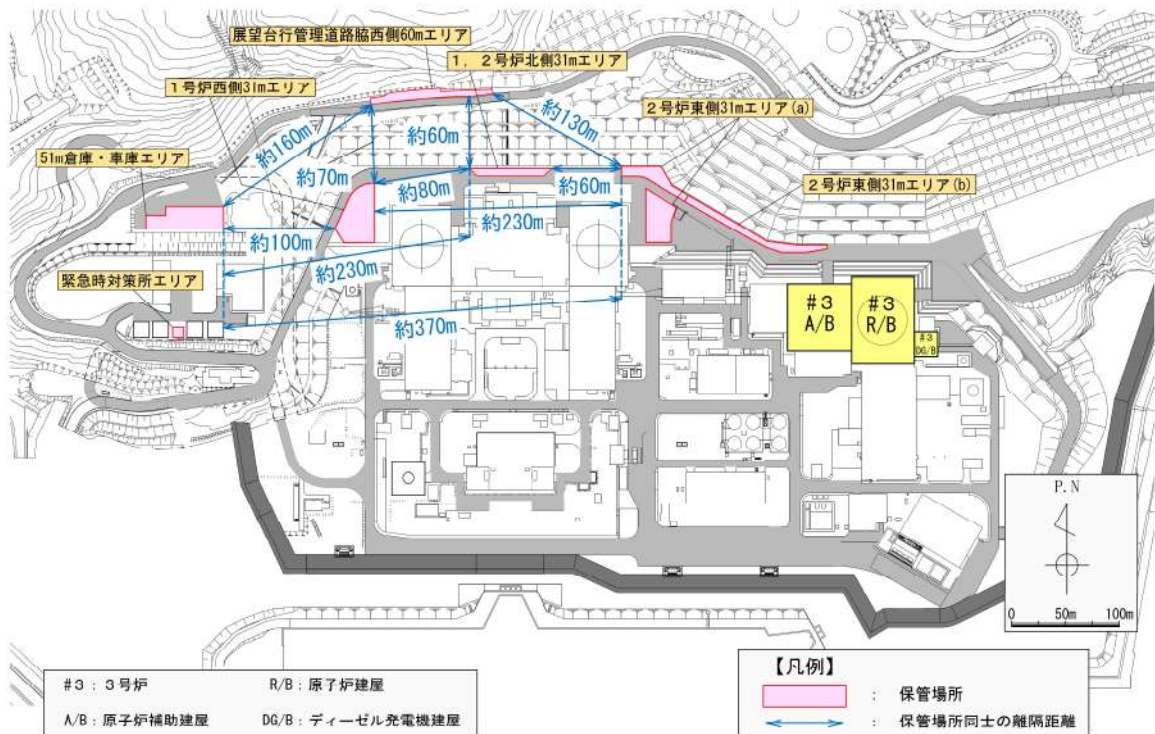 展望台行管理道路脇西側60mエリア
1，2号炉北側31mエリア
1号炉西側31mエリア
2号炉東側31mエリア(a)
51m倉庫・車庫エリア
2号炉東側31mエリア(b)
緊急時対策所エリア
約160m
約70m
約60m
約130m
約80m
約60m
約100m
約230m
約230m
約370m
#3
A/B
#3
R/B
#3
DG/B
P.N
0 50m 100m
#3：3号炉 R/B：原子炉建屋
A/B：原子炉補助建屋 DG/B：ディーゼル発電機建屋
【凡例】
： 保管場所
： 保管場所同士の離隔距離